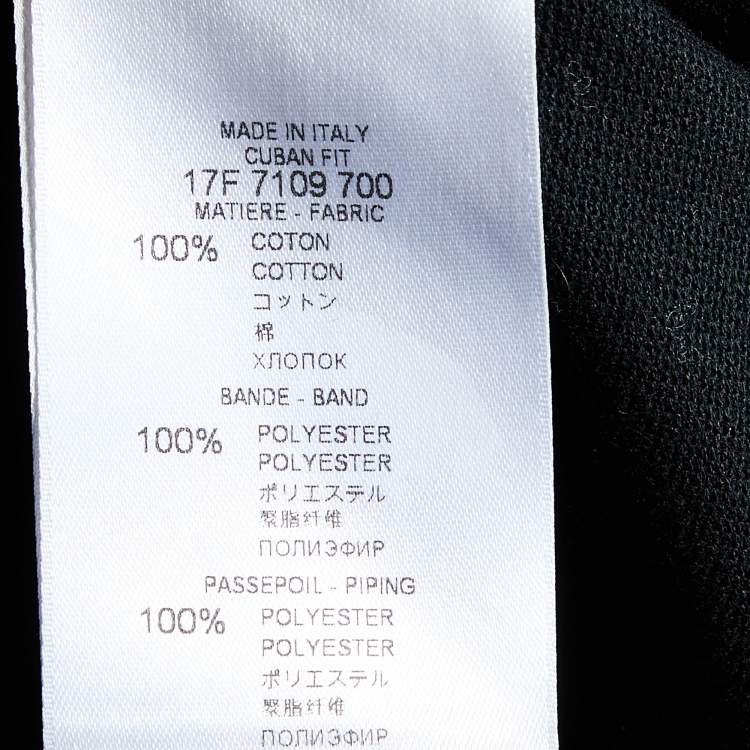 MADE IN ITALY
CUBAN FIT
17F 7109 700
MATIERE - FABRIC
100% COTON
COTTON
コットン
棉
ХЛОПОК
BANDE - BAND
100% POLYESTER
POLYESTER
ポリエステル
聚脂纤维
ПОЛИЭФИР
PASSEPOIL - PIPING
100% POLYESTER
POLYESTER
ポリエステル
聚脂纤维
ПОЛИЭФИР